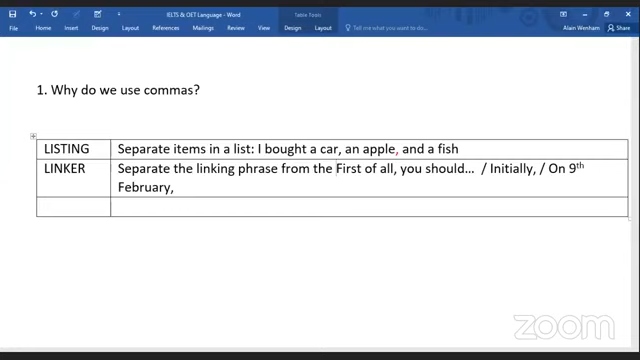 IELTS & OET Language - Word
Table Tools
Alain Wenham
File Home Insert Design Layout References Mailings Review View Design Layout Tell me what you want to do... Share
1. Why do we use commas?
LISTING Separate items in a list: I bought a car, an apple, and a fish
LINKER Separate the linking phrase from the First of all, you should… / Initially, / On 9th
February,
zoom